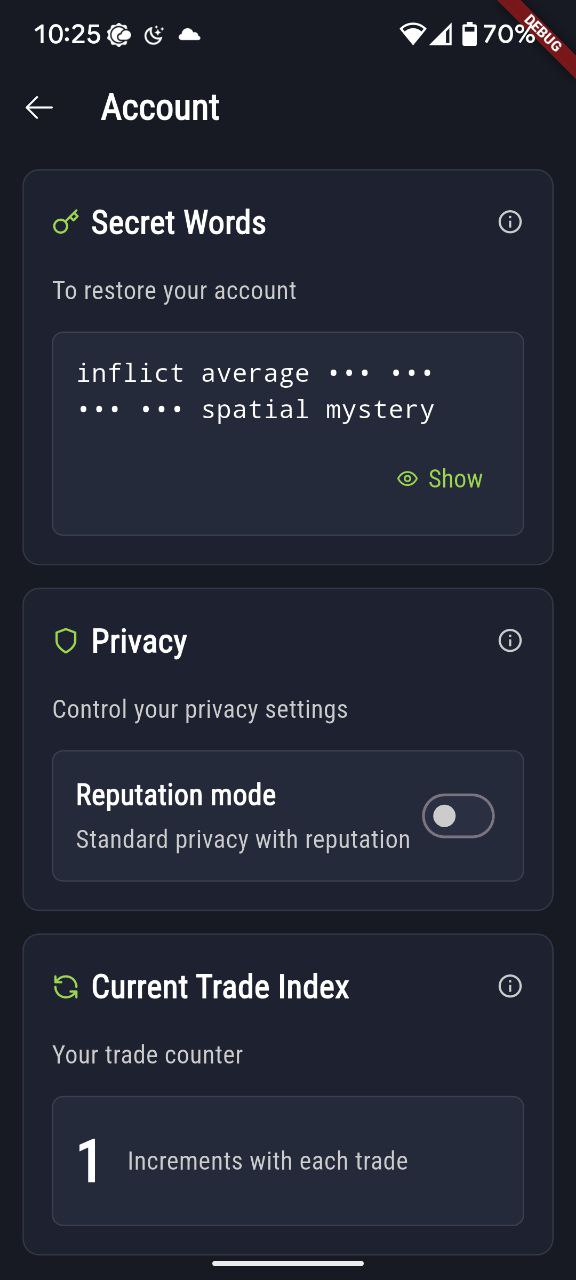 10:25
70%
DEBUG
Account
Secret Words
To restore your account
inflict average ••• •••
••• ••• spatial mystery
Show
Privacy
Control your privacy settings
Reputation mode
Standard privacy with reputation
Current Trade Index
Your trade counter
1 Increments with each trade